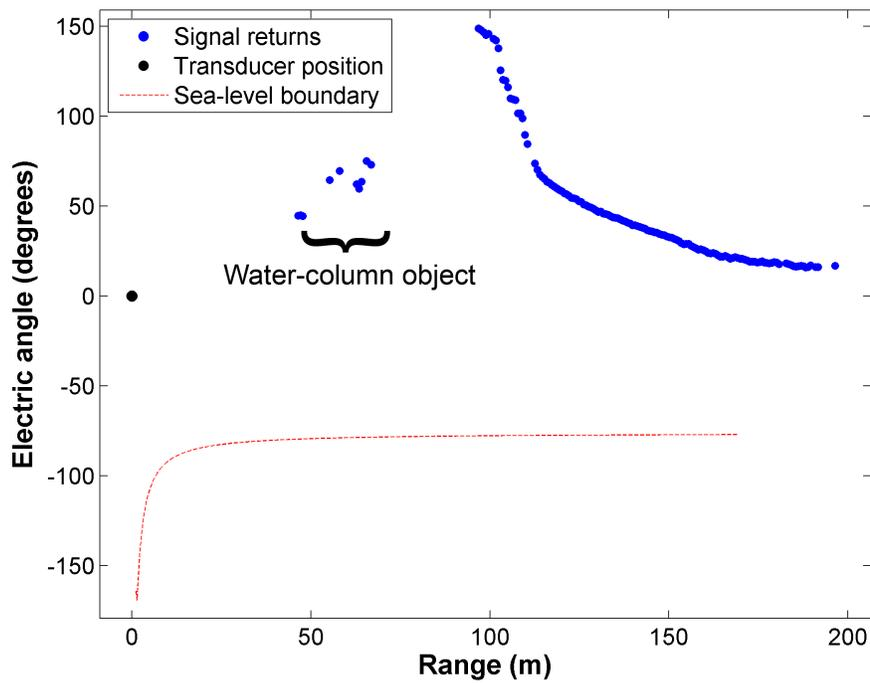 Signal returns
Transducer position
Sea-level boundary
150
100
50
0
-50
-100
-150
Electric angle (degrees)
Water-column object
0
50
100
150
200
Range (m)